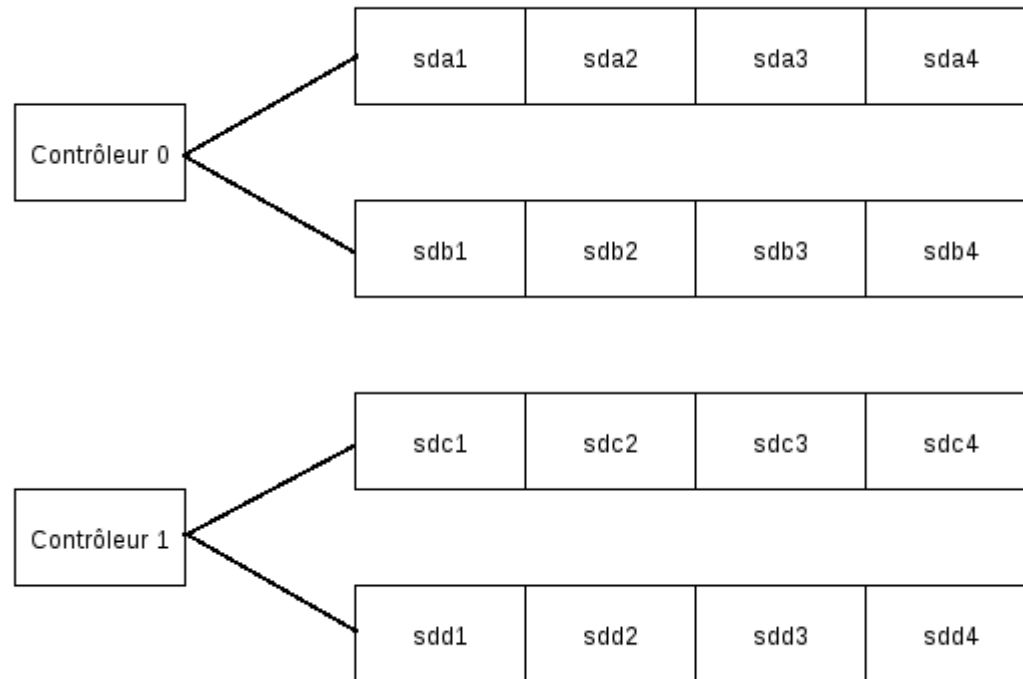 sda1 sda2 sda3 sda4
Contrôleur 0
sdb1 sdb2 sdb3 sdb4
sdc1 sdc2 sdc3 sdc4
Contrôleur 1
sdd1 sdd2 sdd3 sdd4